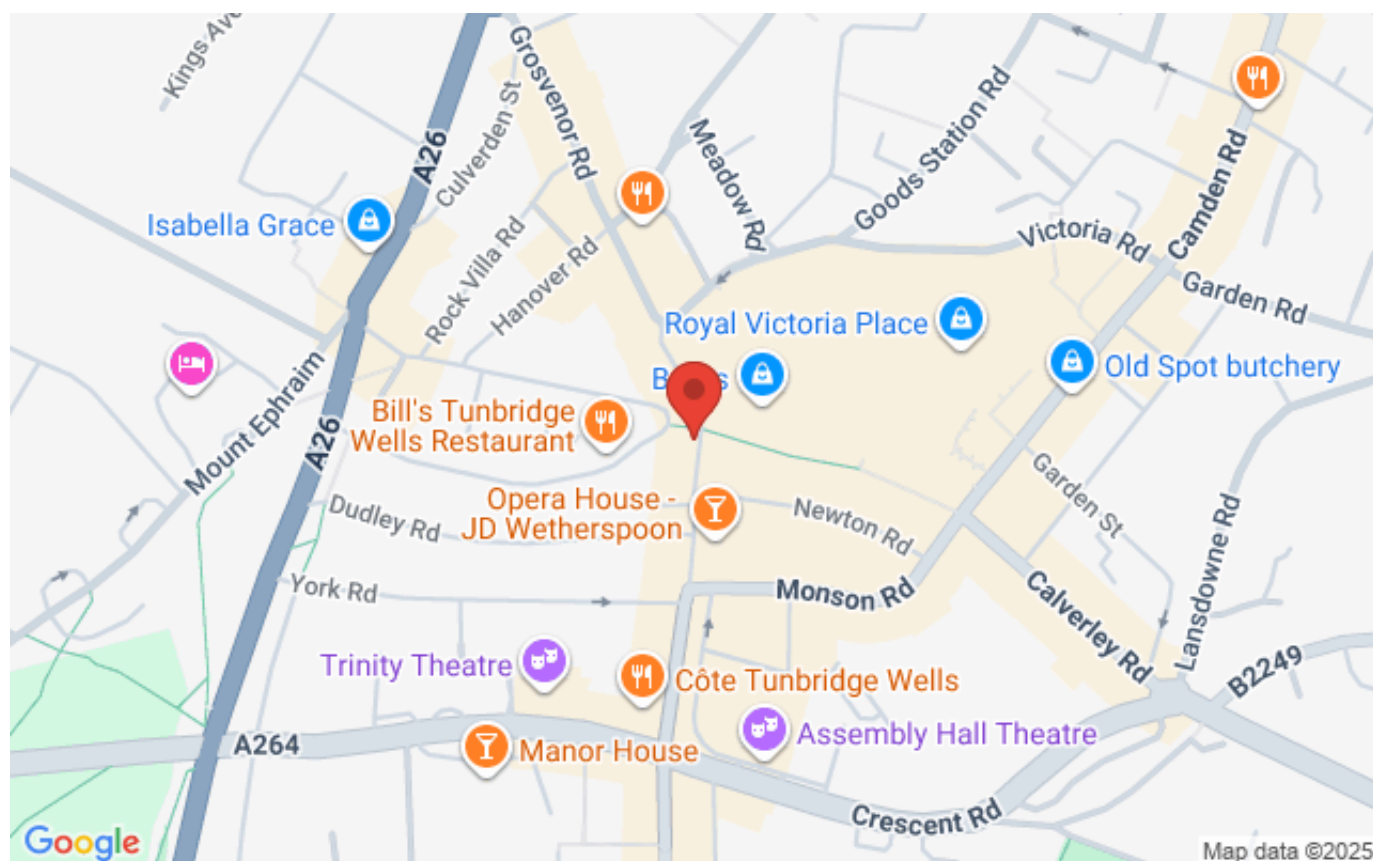 Kings Ave
Grosvenor Rd
A26
Culverden St
Meadow Rd
Goods Station Rd
Camden Rd
Isabella Grace
Rock Villa Rd
Hanover Rd
Victoria Rd
Garden Rd
Royal Victoria Place
Mount Ephraim
Old Spot butchery
Bill's Tunbridge
Wells Restaurant
A26
Opera House -
JD Wetherspoon
Dudley Rd
Newton Rd
Garden St
Lansdowne Rd
York Rd
Monson Rd
Calverley Rd
Trinity Theatre
Côte Tunbridge Wells
B2249
A264
Manor House
Assembly Hall Theatre
Crescent Rd
Google
Map data ©2025